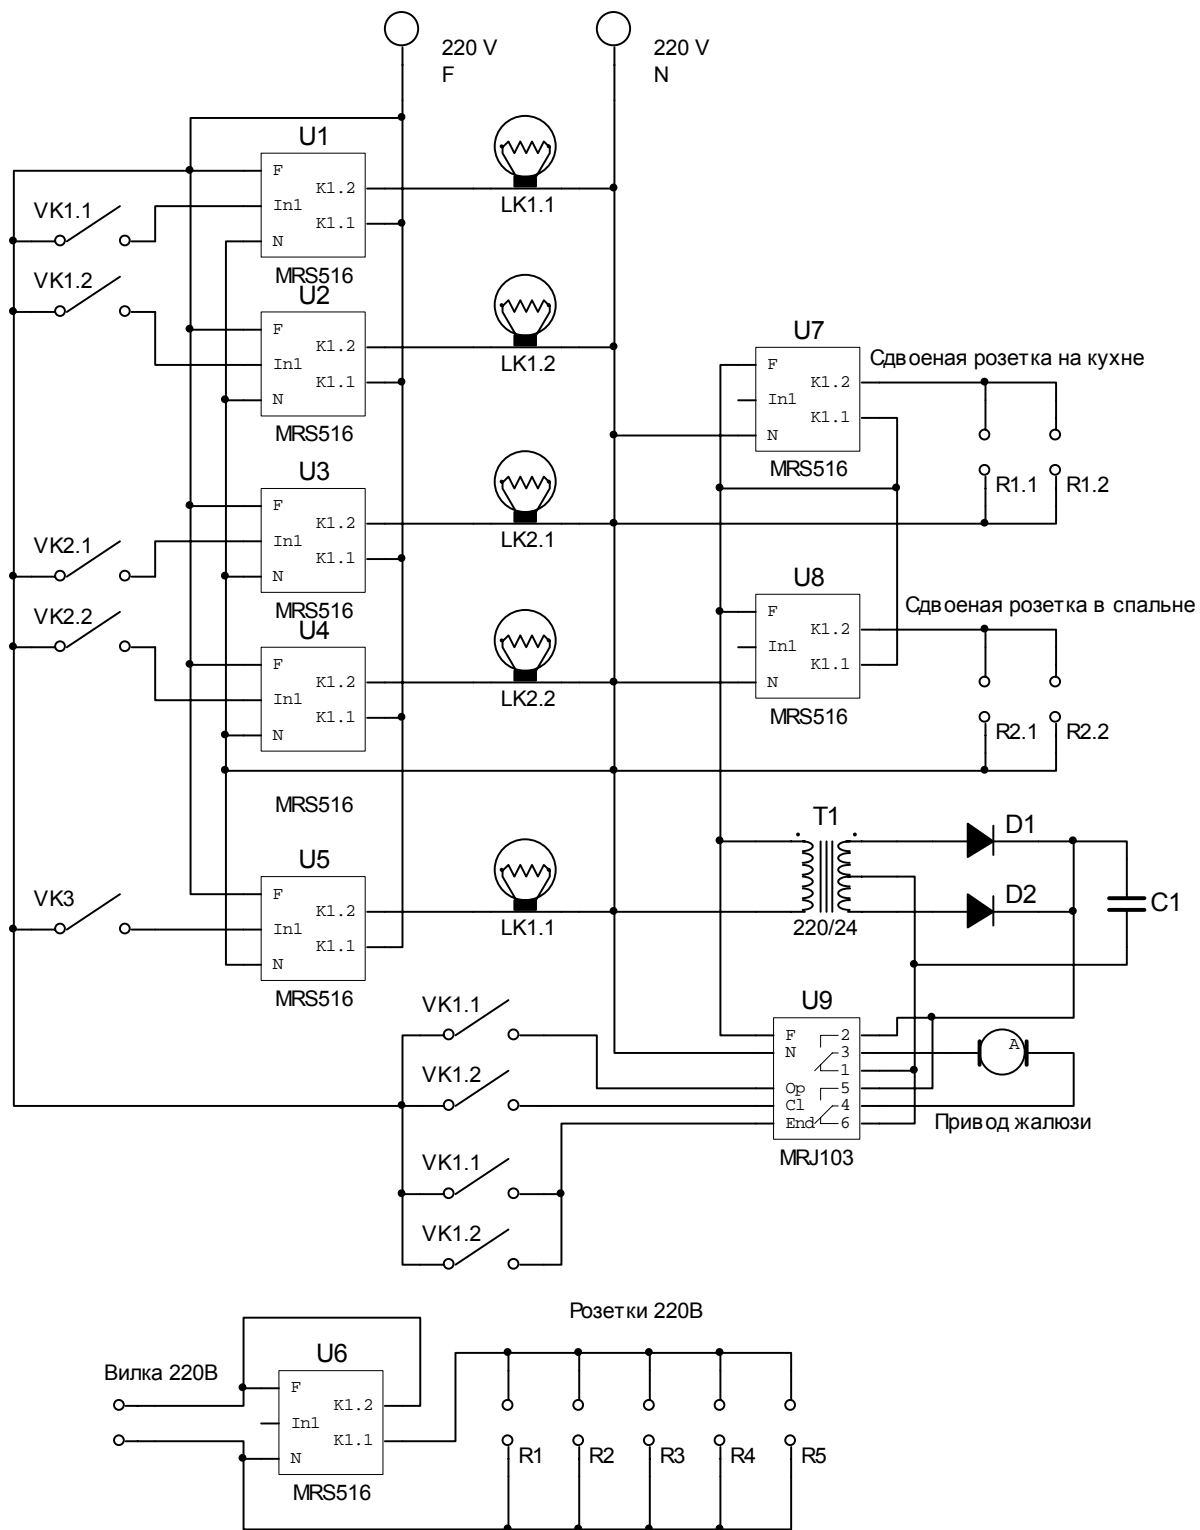 220 V
F
220 V
N
U1
F
K1.2
In1
K1.1
N
MRS516
VK1.1
LK1.1
VK1.2
U2
F
K1.2
In1
K1.1
N
MRS516
LK1.2
U7
F
K1.2
In1
K1.1
N
MRS516
Сдвоеная розетка на кухне
R1.1
R1.2
U3
F
K1.2
In1
K1.1
N
MRS516
VK2.1
LK2.1
VK2.2
U4
F
K1.2
In1
K1.1
N
MRS516
LK2.2
U8
F
K1.2
In1
K1.1
N
MRS516
Сдвоеная розетка в спальне
R2.1
R2.2
U5
F
K1.2
In1
K1.1
N
MRS516
VK3
LK1.1
T1
220/24
D1
D2
C1
VK1.1
VK1.2
VK1.1
VK1.2
U9
F
N
Op
Cl
End
2
3
1
5
4
6
MRJ103
A
Привод жалюзи
Розетки 220В
Вилка 220В
U6
F
K1.2
In1
K1.1
N
MRS516
R1
R2
R3
R4
R5